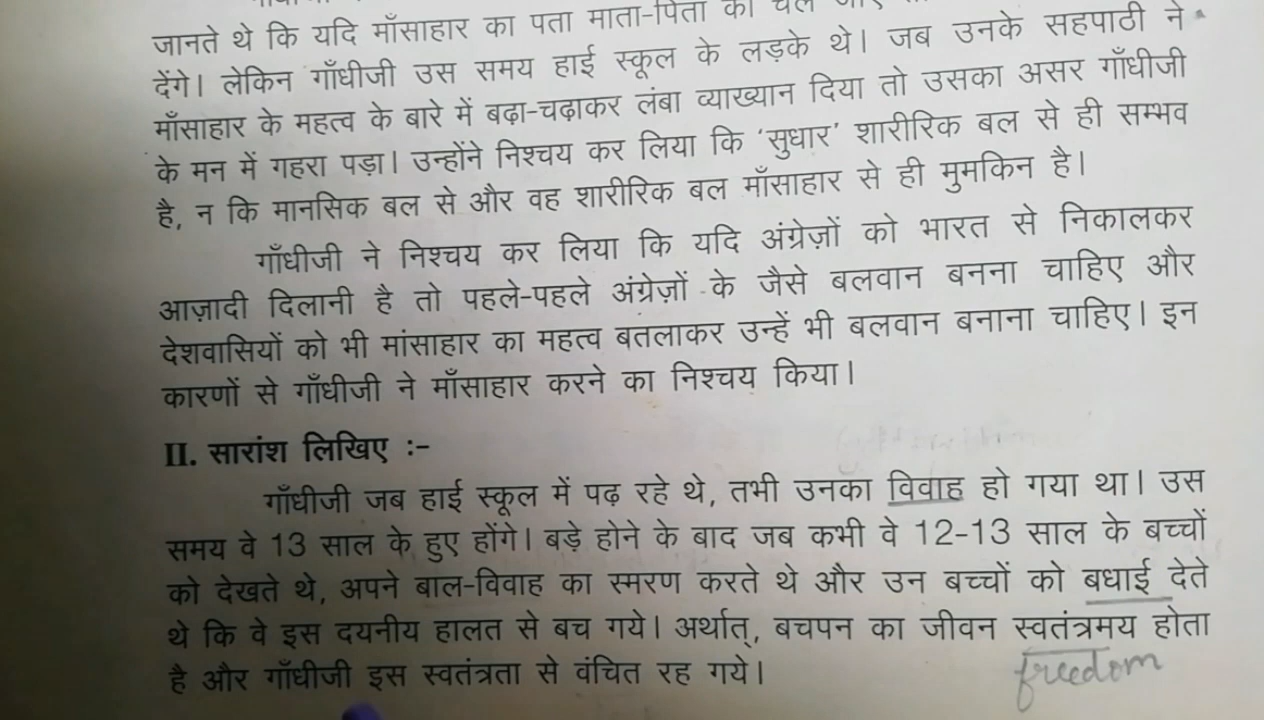 जानते थे कि यदि माँसाहार का पता माता-पिता को चल
देंगे। लेकिन गाँधीजी उस समय हाई स्कूल के लड़के थे। जब उनके सहपाठी ने
माँसाहार के महत्व के बारे में बढ़ा-चढ़ाकर लंबा व्याख्यान दिया तो उसका असर गाँधीजी
के मन में गहरा पड़ा। उन्होंने निश्चय कर लिया कि 'सुधार' शारीरिक बल से ही सम्भव
है, न कि मानसिक बल से और वह शारीरिक बल माँसाहार से ही मुमकिन है।
गाँधीजी ने निश्चय कर लिया कि यदि अंग्रेज़ों को भारत से निकालकर
आज़ादी दिलानी है तो पहले-पहले अंग्रेज़ों के जैसे बलवान बनना चाहिए और
देशवासियों को भी मांसाहार का महत्व बतलाकर उन्हें भी बलवान बनाना चाहिए। इन
कारणों से गाँधीजी ने माँसाहार करने का निश्चय किया।
II. सारांश लिखिए :-
गाँधीजी जब हाई स्कूल में पढ़ रहे थे, तभी उनका विवाह हो गया था। उस
समय वे 13 साल के हुए होंगे। बड़े होने के बाद जब कभी वे 12-13 साल के बच्चों
को देखते थे, अपने बाल-विवाह का स्मरण करते थे और उन बच्चों को बधाई देते
थे कि वे इस दयनीय हालत से बच गये। अर्थात्, बचपन का जीवन स्वतंत्रमय होता
है और गाँधीजी इस स्वतंत्रता से वंचित रह गये।
freedom